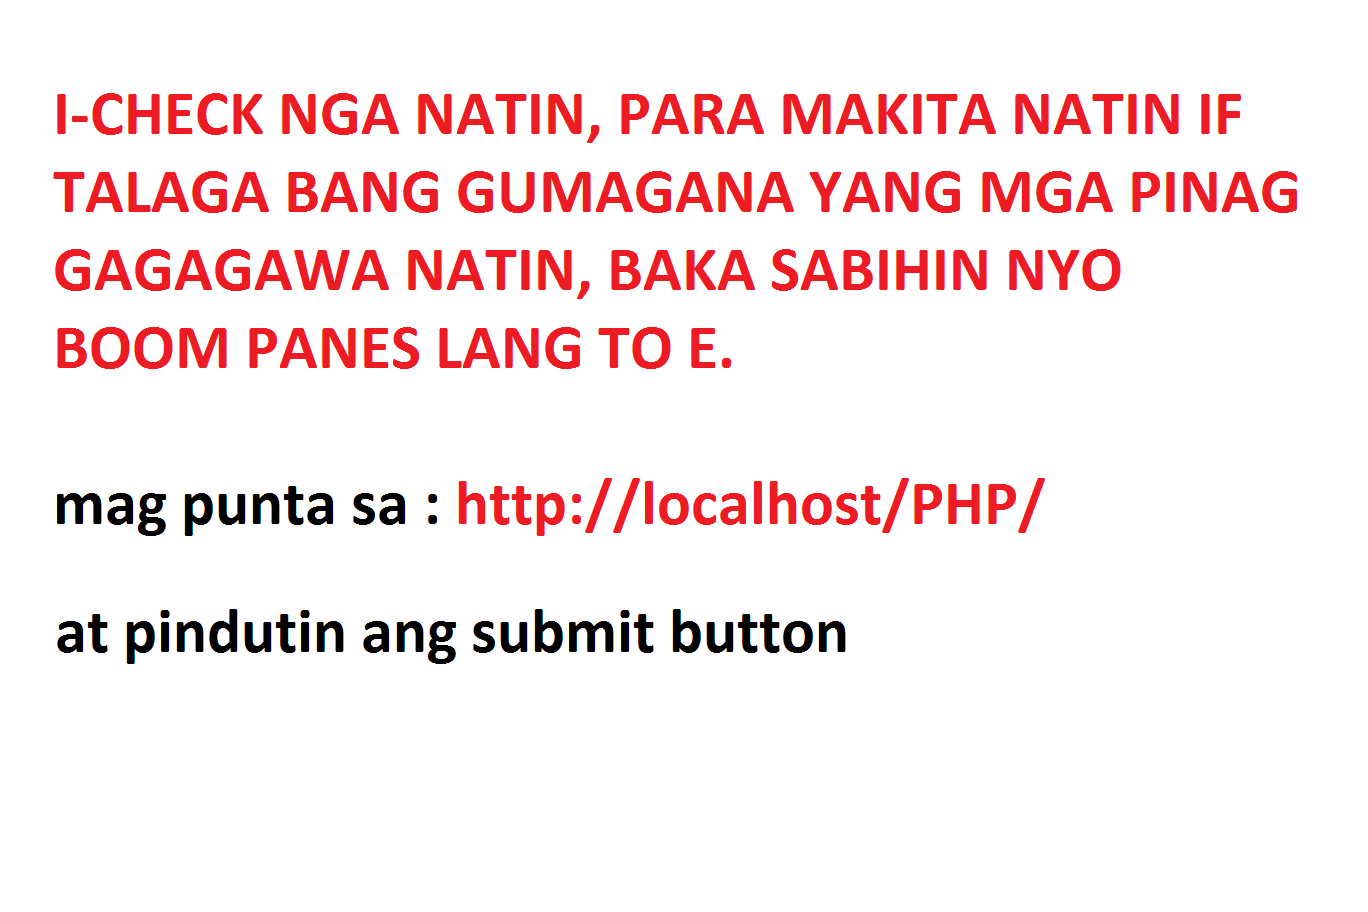 I-CHECK NGA NATIN, PARA MAKITA NATIN IF
TALAGA BANG GUMAGANA YANG MGA PINAG
GAGAGAWA NATIN, BAKA SABIHIN NYO
BOOM PANES LANG TO E.
mag punta sa : http://localhost/PHP/
at pindutin ang submit button